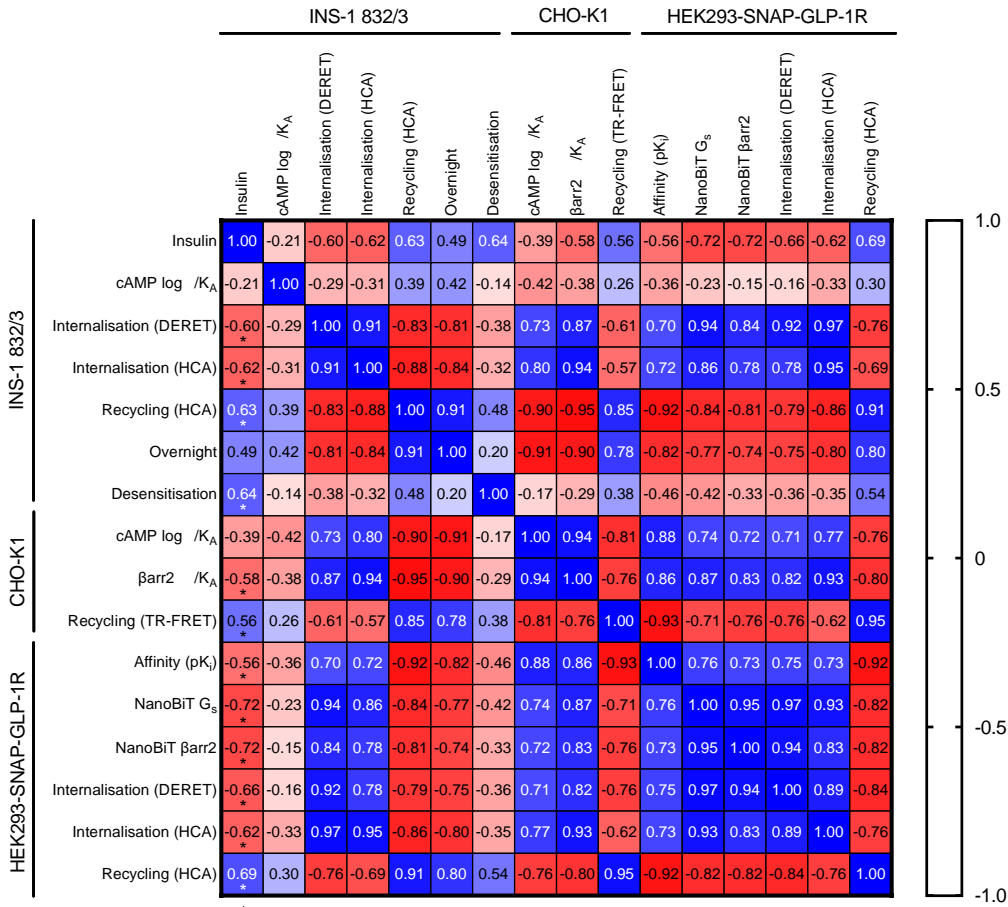 INS-1 832/3 CHO-K1 HEK293-SNAP-GLP-1R
Insulin
cAMP log /KA
Internalisation (DERET)
Internalisation (HCA)
Recycling (HCA)
Overnight
Desensitisation
cAMP log /KA
βarr2 /KA
Recycling (TR-FRET)
Affinity (pKi)
NanoBiT Gs
NanoBiT βarr2
Internalisation (DERET)
Internalisation (HCA)
Recycling (HCA)
INS-1 832/3
CHO-K1
HEK293-SNAP-GLP-1R
Insulin 1.00 -0.21 -0.60 -0.62 0.63 0.49 0.64 -0.39 -0.58 0.56 -0.56 -0.72 -0.72 -0.66 -0.62 0.69
cAMP log /KA -0.21 1.00 -0.29 -0.31 0.39 0.42 -0.14 -0.42 -0.38 0.26 -0.36 -0.23 -0.15 -0.16 -0.33 0.30
Internalisation (DERET) -0.60 -0.29 1.00 0.91 -0.83 -0.81 -0.38 0.73 0.87 -0.61 0.70 0.94 0.84 0.92 0.97 -0.76
*
Internalisation (HCA) -0.62 -0.31 0.91 1.00 -0.88 -0.84 -0.32 0.80 0.94 -0.57 0.72 0.86 0.78 0.78 0.95 -0.69
*
Recycling (HCA) 0.63 0.39 -0.83 -0.88 1.00 0.91 0.48 -0.90 -0.95 0.85 -0.92 -0.84 -0.81 -0.79 -0.86 0.91
*
Overnight 0.49 0.42 -0.81 -0.84 0.91 1.00 0.20 -0.91 -0.90 0.78 -0.82 -0.77 -0.74 -0.75 -0.80 0.80
Desensitisation 0.64 -0.14 -0.38 -0.32 0.48 0.20 1.00 -0.17 -0.29 0.38 -0.46 -0.42 -0.33 -0.36 -0.35 0.54
*
cAMP log /KA -0.39 -0.42 0.73 0.80 -0.90 -0.91 -0.17 1.00 0.94 -0.81 0.88 0.74 0.72 0.71 0.77 -0.76
βarr2 /KA -0.58 -0.38 0.87 0.94 -0.95 -0.90 -0.29 0.94 1.00 -0.76 0.86 0.87 0.83 0.82 0.93 -0.80
*
Recycling (TR-FRET) 0.56 0.26 -0.61 -0.57 0.85 0.78 0.38 -0.81 -0.76 1.00 -0.93 -0.71 -0.76 -0.76 -0.62 0.95
*
Affinity (pKi) -0.56 -0.36 0.70 0.72 -0.92 -0.82 -0.46 0.88 0.86 -0.93 1.00 0.76 0.73 0.75 0.73 -0.92
*
NanoBiT Gs -0.72 -0.23 0.94 0.86 -0.84 -0.77 -0.42 0.74 0.87 -0.71 0.76 1.00 0.95 0.97 0.93 -0.82
*
NanoBiT βarr2 -0.72 -0.15 0.84 0.78 -0.81 -0.74 -0.33 0.72 0.83 -0.76 0.73 0.95 1.00 0.94 0.83 -0.82
*
Internalisation (DERET) -0.66 -0.16 0.92 0.78 -0.79 -0.75 -0.36 0.71 0.82 -0.76 0.75 0.97 0.94 1.00 0.89 -0.84
*
Internalisation (HCA) -0.62 -0.33 0.97 0.95 -0.86 -0.80 -0.35 0.77 0.93 -0.62 0.73 0.93 0.83 0.89 1.00 -0.76
*
Recycling (HCA) 0.69 0.30 -0.76 -0.69 0.91 0.80 0.54 -0.76 -0.80 0.95 -0.92 -0.82 -0.82 -0.84 -0.76 1.00
*
1.0
0.5
0
-0.5
-1.0